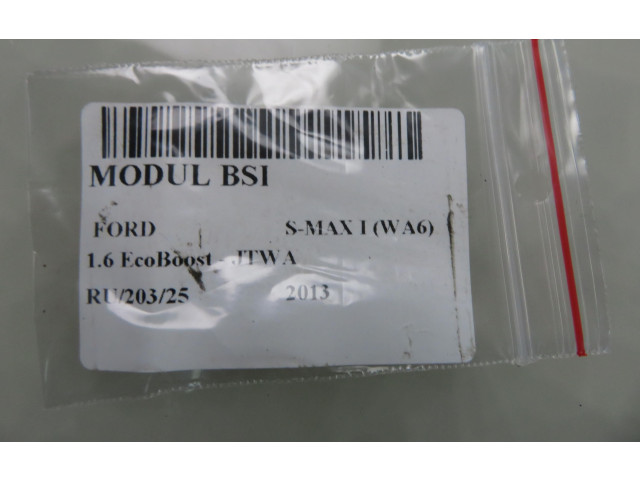 MODUL BSI
FORD S-MAX I (WA6)
1.6 EcoBoost - JTWA
RU/203/25 2013